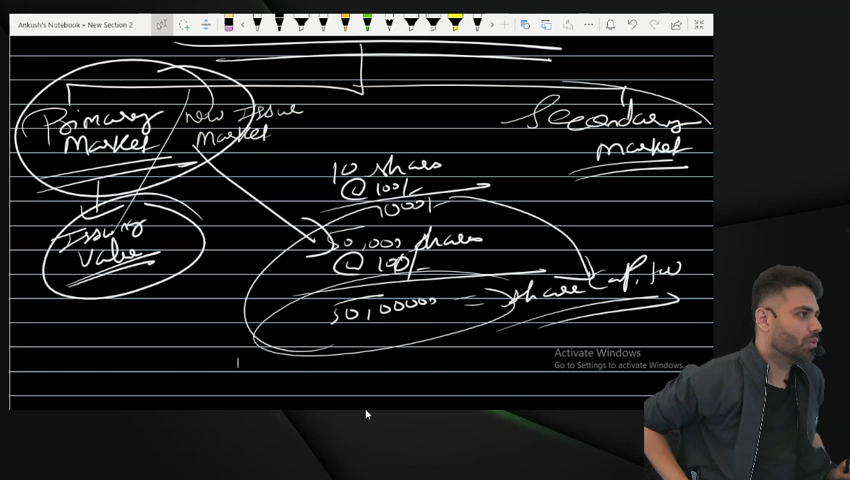 Ankush's Notebook • New Section 2
Primary
Market
New Issue
Market
Secondary
Market
10 shares
@ 100/-
1000/-
Issuing
Value
50,000 shares
@ 100/-
50,00000 = share Capital
Activate Windows
Go to Settings to activate Windows.